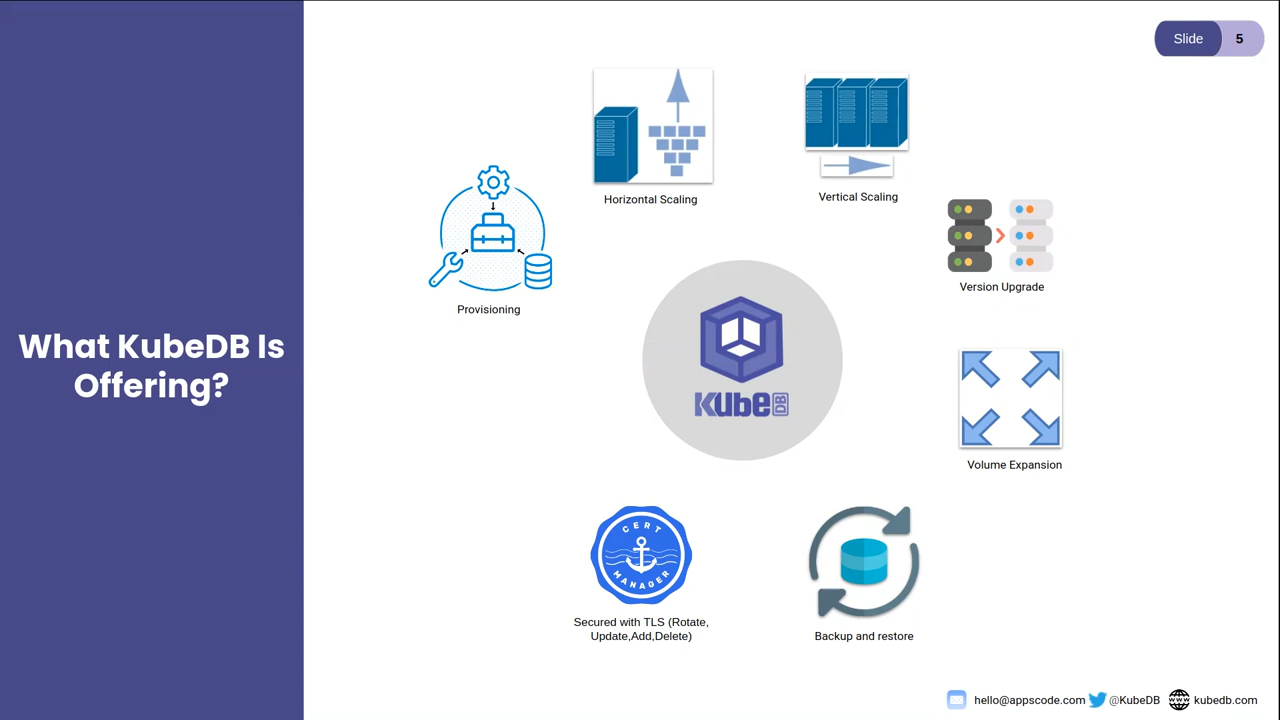 Slide 5
Horizontal Scaling
Vertical Scaling
Provisioning
Version Upgrade
What KubeDB Is
Offering?
KubeDB
Volume Expansion
CERT
MANAGER
Secured with TLS (Rotate,
Update,Add,Delete)
Backup and restore
hello@appscode.com @KubeDB www kubedb.com